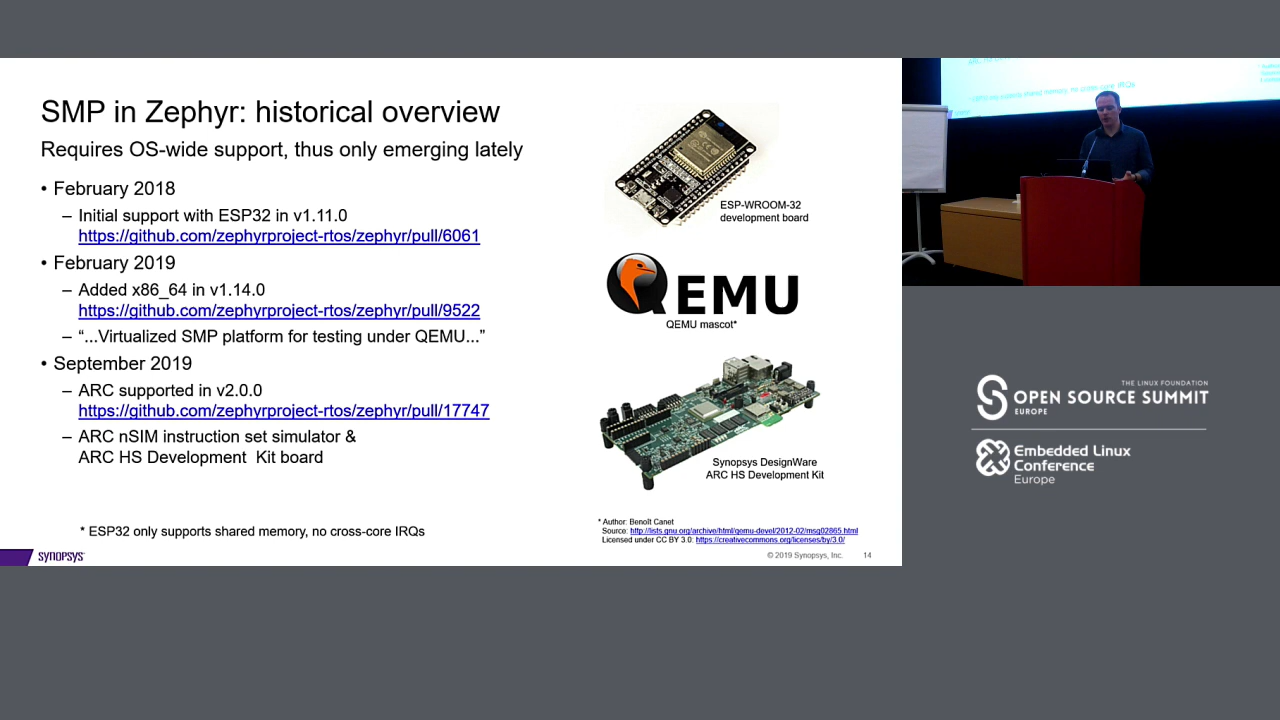 SMP in Zephyr: historical overview
Requires OS-wide support, thus only emerging lately
• February 2018
– Initial support with ESP32 in v1.11.0
https://github.com/zephyrproject-rtos/zephyr/pull/6061
• February 2019
– Added x86_64 in v1.14.0
https://github.com/zephyrproject-rtos/zephyr/pull/9522
– “...Virtualized SMP platform for testing under QEMU...”
• September 2019
– ARC supported in v2.0.0
https://github.com/zephyrproject-rtos/zephyr/pull/17747
– ARC nSIM instruction set simulator &
ARC HS Development Kit board
* ESP32 only supports shared memory, no cross-core IRQs
SYNOPSYS
ESP-WROOM-32
development board
QEMU
QEMU mascot*
Synopsys DesignWare
ARC HS Development Kit
* Author: Benoît Canet
Source: http://lists.gnu.org/archive/html/qemu-devel/2012-02/msg02865.html
Licensed under CC BY 3.0: https://creativecommons.org/licenses/by/3.0/
© 2019 Synopsys, Inc.
14
shared memory, no cross-core IRQs
THE LINUX FOUNDATION
OPEN SOURCE SUMMIT
EUROPE
Embedded Linux
Conference
Europe